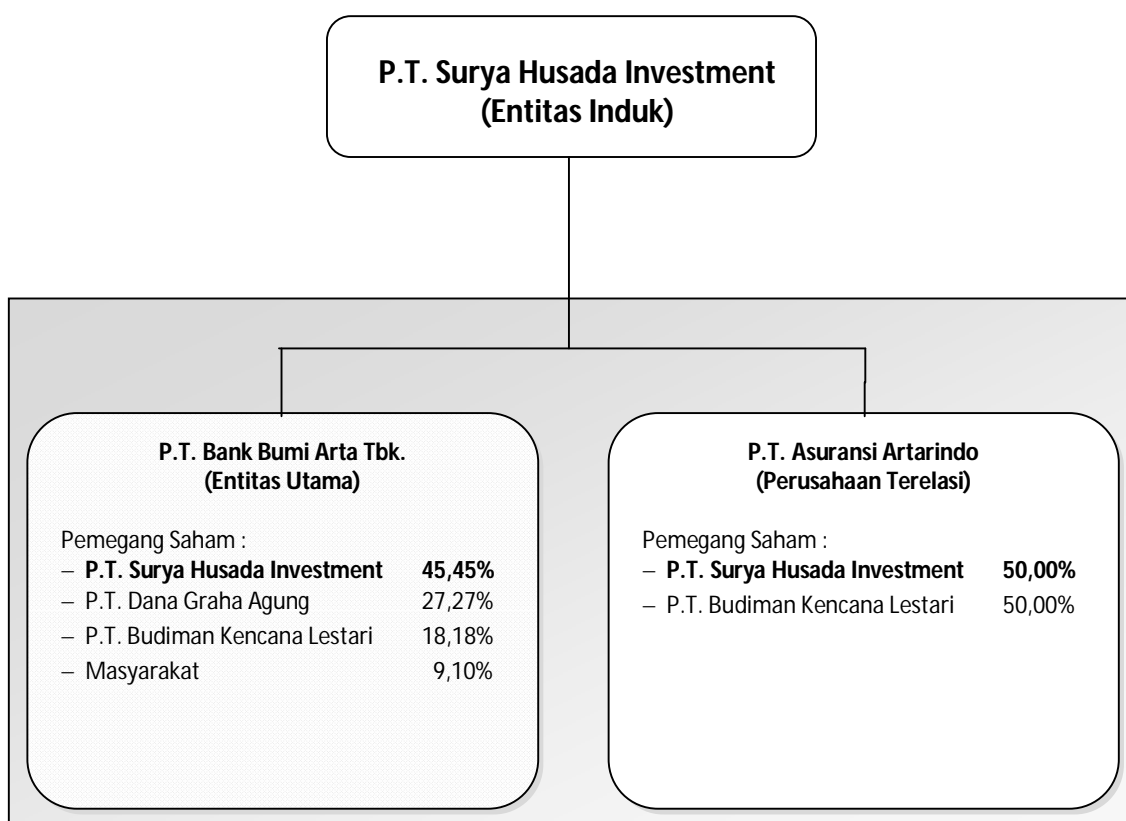 P.T. Surya Husada Investment
(Entitas Induk)
P.T. Bank Bumi Arta Tbk.
(Entitas Utama)
Pemegang Saham :
– P.T. Surya Husada Investment 45,45%
– P.T. Dana Graha Agung 27,27%
– P.T. Budiman Kencana Lestari 18,18%
– Masyarakat 9,10%
P.T. Asuransi Artarindo
(Perusahaan Terelasi)
Pemegang Saham :
– P.T. Surya Husada Investment 50,00%
– P.T. Budiman Kencana Lestari 50,00%